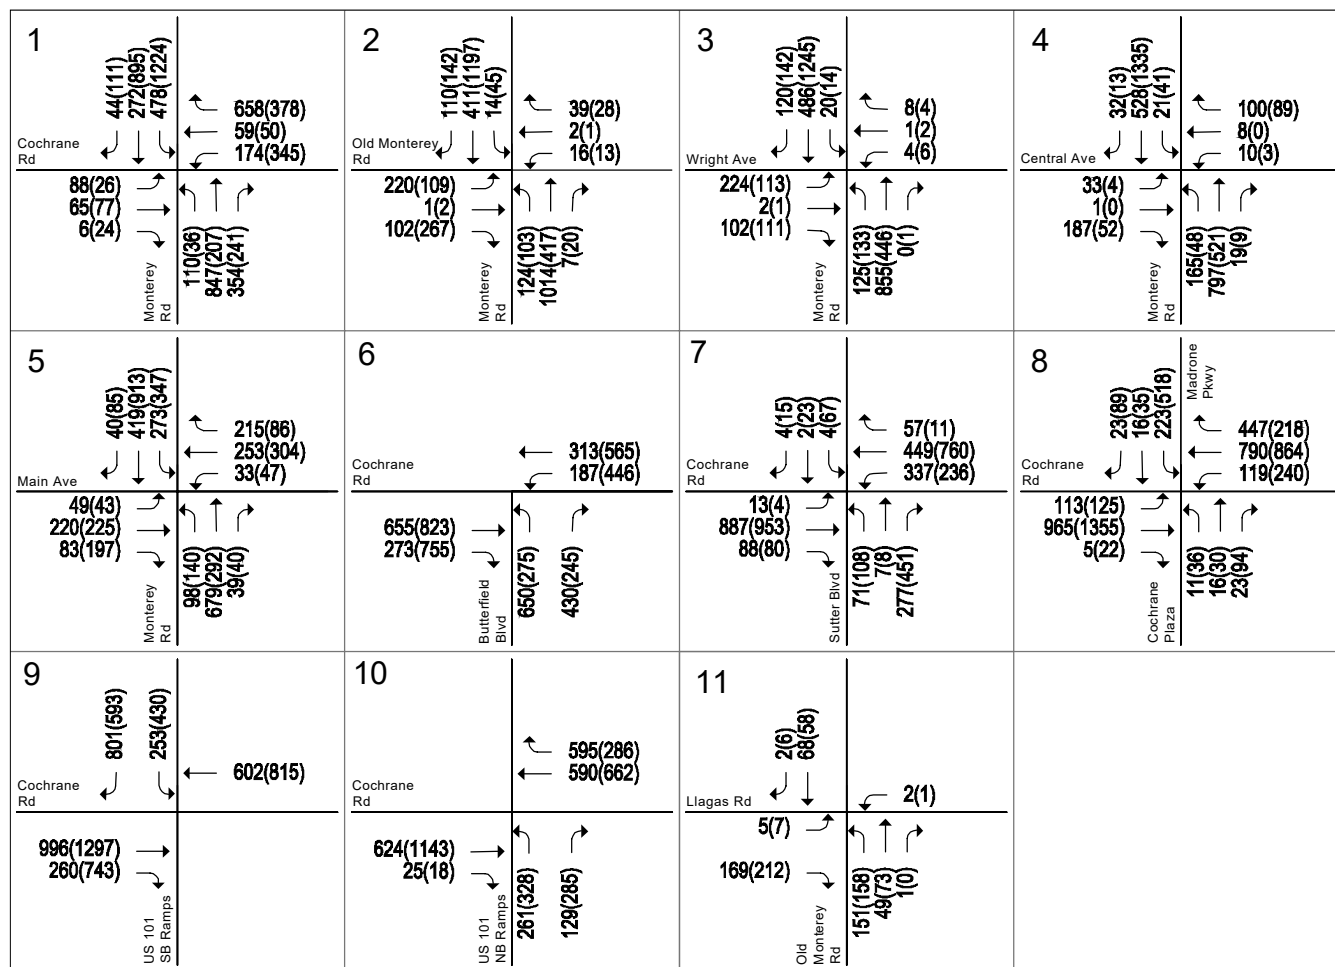 1
44(111)
272(895)
478(1224)
658(378)
59(50)
174(345)
Cochrane
Rd
88(26)
65(77)
6(24)
110(36)
847(207)
354(241)
Monterey
Rd
2
110(142)
411(1197)
14(45)
39(28)
2(1)
16(13)
Old Monterey
Rd
220(109)
1(2)
102(267)
124(103)
1014(417)
7(20)
Monterey
Rd
3
120(142)
486(1245)
20(14)
8(4)
1(2)
4(6)
Wright Ave
224(113)
2(1)
102(111)
125(133)
855(446)
0(1)
Monterey
Rd
4
32(13)
528(1335)
21(41)
100(89)
8(0)
10(3)
Central Ave
33(4)
1(0)
187(52)
165(48)
797(521)
19(9)
Monterey
Rd
5
40(85)
419(913)
273(347)
215(86)
253(304)
33(47)
Main Ave
49(43)
220(225)
83(197)
98(140)
679(292)
39(40)
Monterey
Rd
6
313(565)
187(446)
Cochrane
Rd
655(823)
273(755)
650(275)
430(245)
Butterfield
Blvd
7
4(15)
2(23)
4(67)
57(11)
449(760)
337(236)
Cochrane
Rd
13(4)
887(953)
88(80)
71(108)
7(8)
277(451)
Sutter Blvd
8
23(89)
16(35)
223(518)
Madrone
Pkwy
447(218)
790(864)
119(240)
Cochrane
Rd
113(125)
965(1355)
5(22)
11(36)
16(30)
23(94)
Cochrane
Plaza
9
801(593)
253(430)
602(815)
Cochrane
Rd
996(1297)
260(743)
US 101
SB Ramps
10
595(286)
590(662)
Cochrane
Rd
624(1143)
25(18)
261(328)
129(285)
US 101
NB Ramps
11
2(6)
68(58)
2(1)
Llagas Rd
5(7)
169(212)
151(158)
49(73)
1(0)
Old
Monterey
Rd